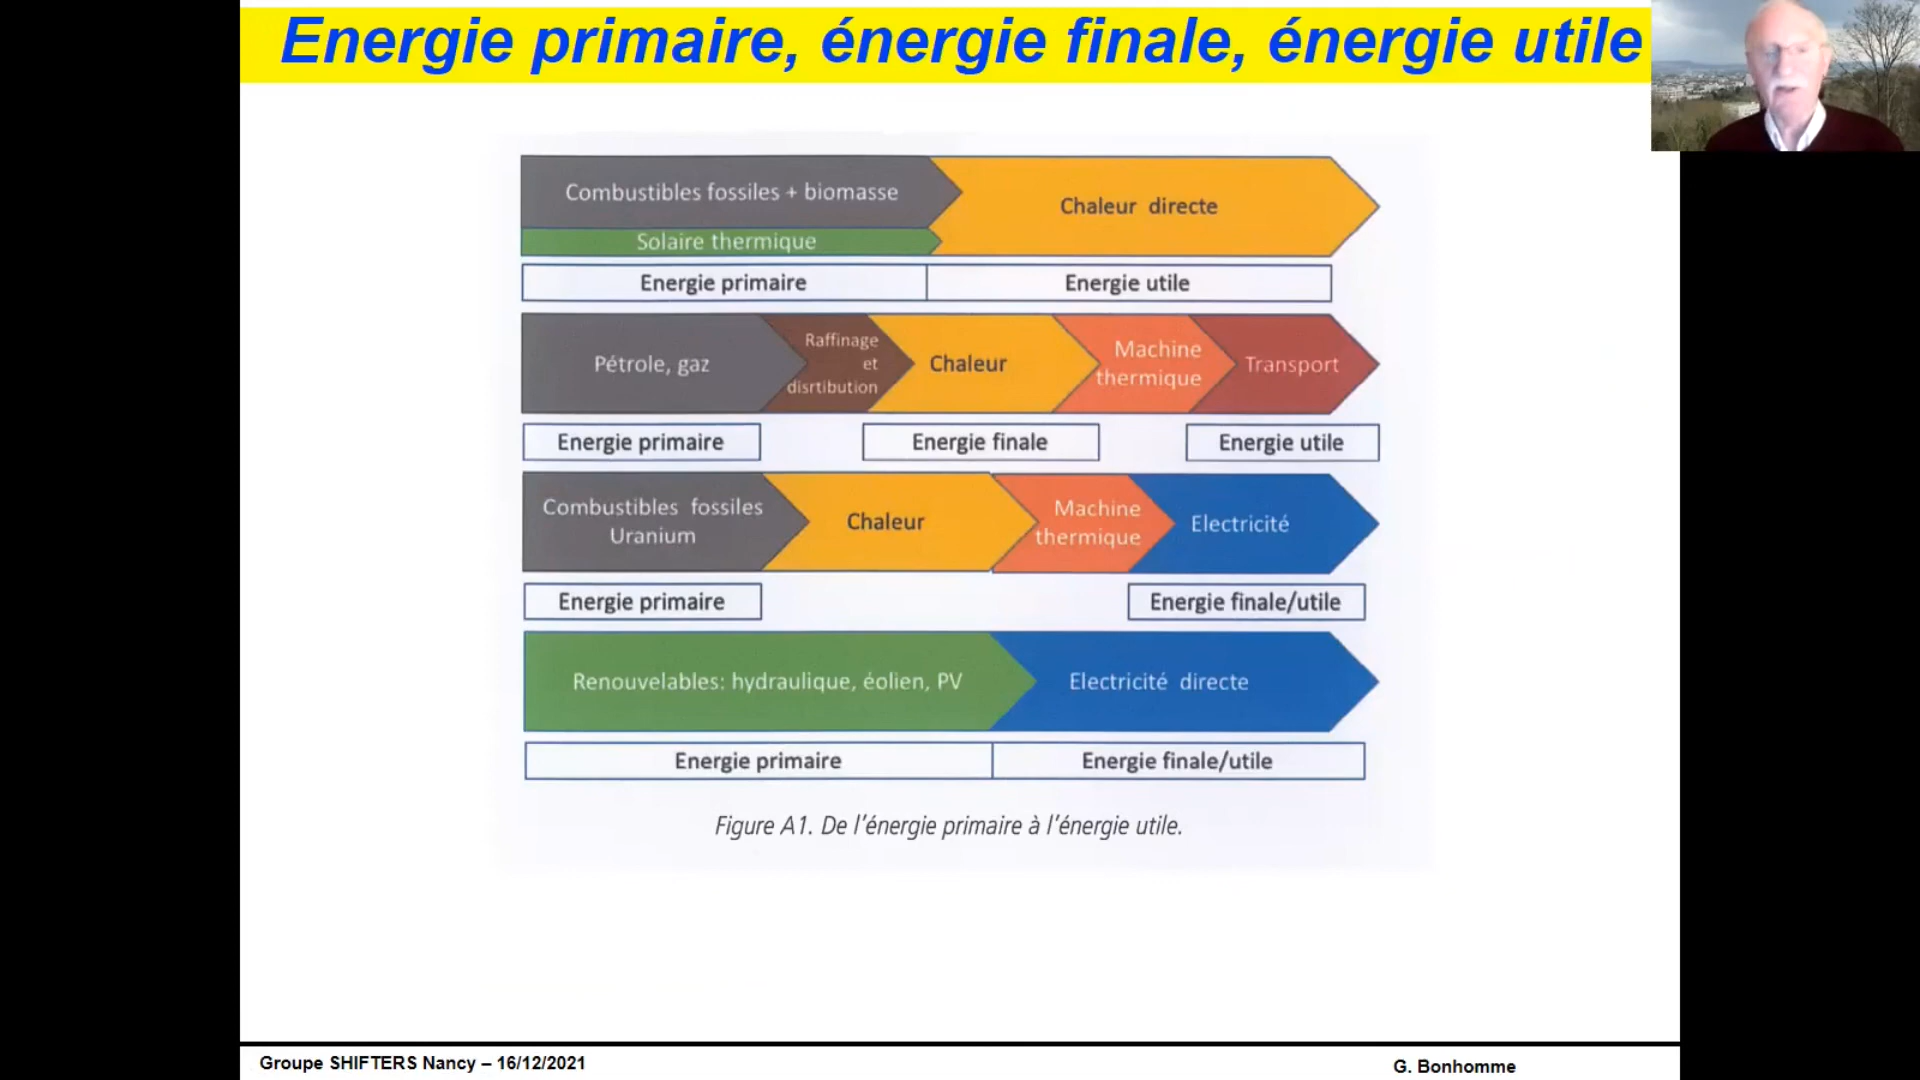 Energie primaire, énergie finale, énergie utile
Combustibles fossiles + biomasse
Chaleur directe
Solaire thermique
Energie primaire
Energie utile
Pétrole, gaz
Raffinage
et
disrtibution
Chaleur
Machine
thermique
Transport
Energie primaire
Energie finale
Energie utile
Combustibles fossiles
Uranium
Chaleur
Machine
thermique
Electricité
Energie primaire
Energie finale/utile
Renouvelables: hydraulique, éolien, PV
Electricité directe
Energie primaire
Energie finale/utile
Figure A1. De l'énergie primaire à l'énergie utile.
Groupe SHIFTERS Nancy – 16/12/2021
G. Bonhomme